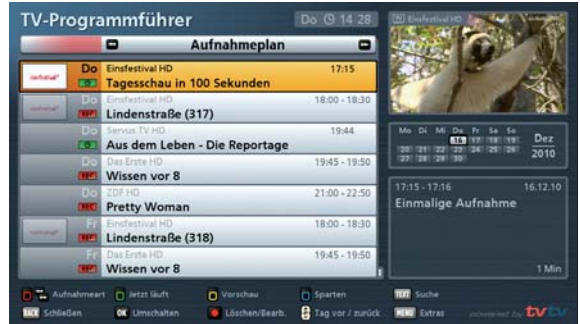 TV-Programmführer
Do 14 28
Aufnahmeplan
Do Einsfestival HD 17:15
Tagesschau in 100 Sekunden
Do Einsfestival HD 18:00 - 18:30
REC Lindenstraße (317)
Do Servus TV HD 19:44
Aus dem Leben - Die Reportage
Do Das Erste HD 19:45 - 19:50
REC Wissen vor 8
Do ZDF HD 21:00 - 22:50
REC Pretty Woman
Fr Einsfestival HD 18:00 - 18:30
REC Lindenstraße (318)
Fr Das Erste HD 19:45 - 19:50
REC Wissen vor 8
TV Einsfestival HD
Mo Di Mi Do Fr Sa So
16 17 18 19
20 21 22 23 24 25 26
27 28 29 30
Dez
2010
17:15 - 17:16 16.12.10
Einmalige Aufnahme
1 Min
Aufnahmeart Jetzt läuft Vorschau Sparten TEXT Suche
BACK Schließen OK Umschalten Löschen/Bearb. Tag vor / zurück MENU Extras powered by tvtv